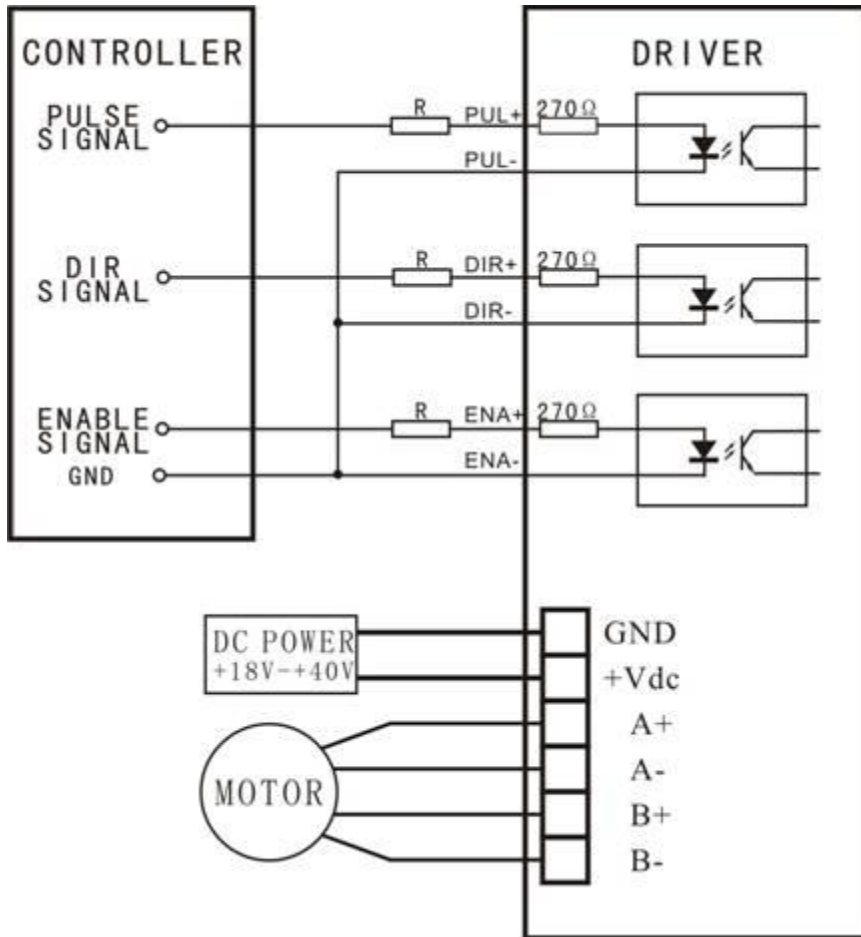 CONTROLLER
DRIVER
PULSE
SIGNAL
R
PUL+
270Ω
PUL-
DIR
SIGNAL
R
DIR+
270Ω
DIR-
ENABLE
SIGNAL
R
ENA+
270Ω
GND
ENA-
DC POWER
+18V-+40V
GND
+Vdc
A+
A-
MOTOR
B+
B-